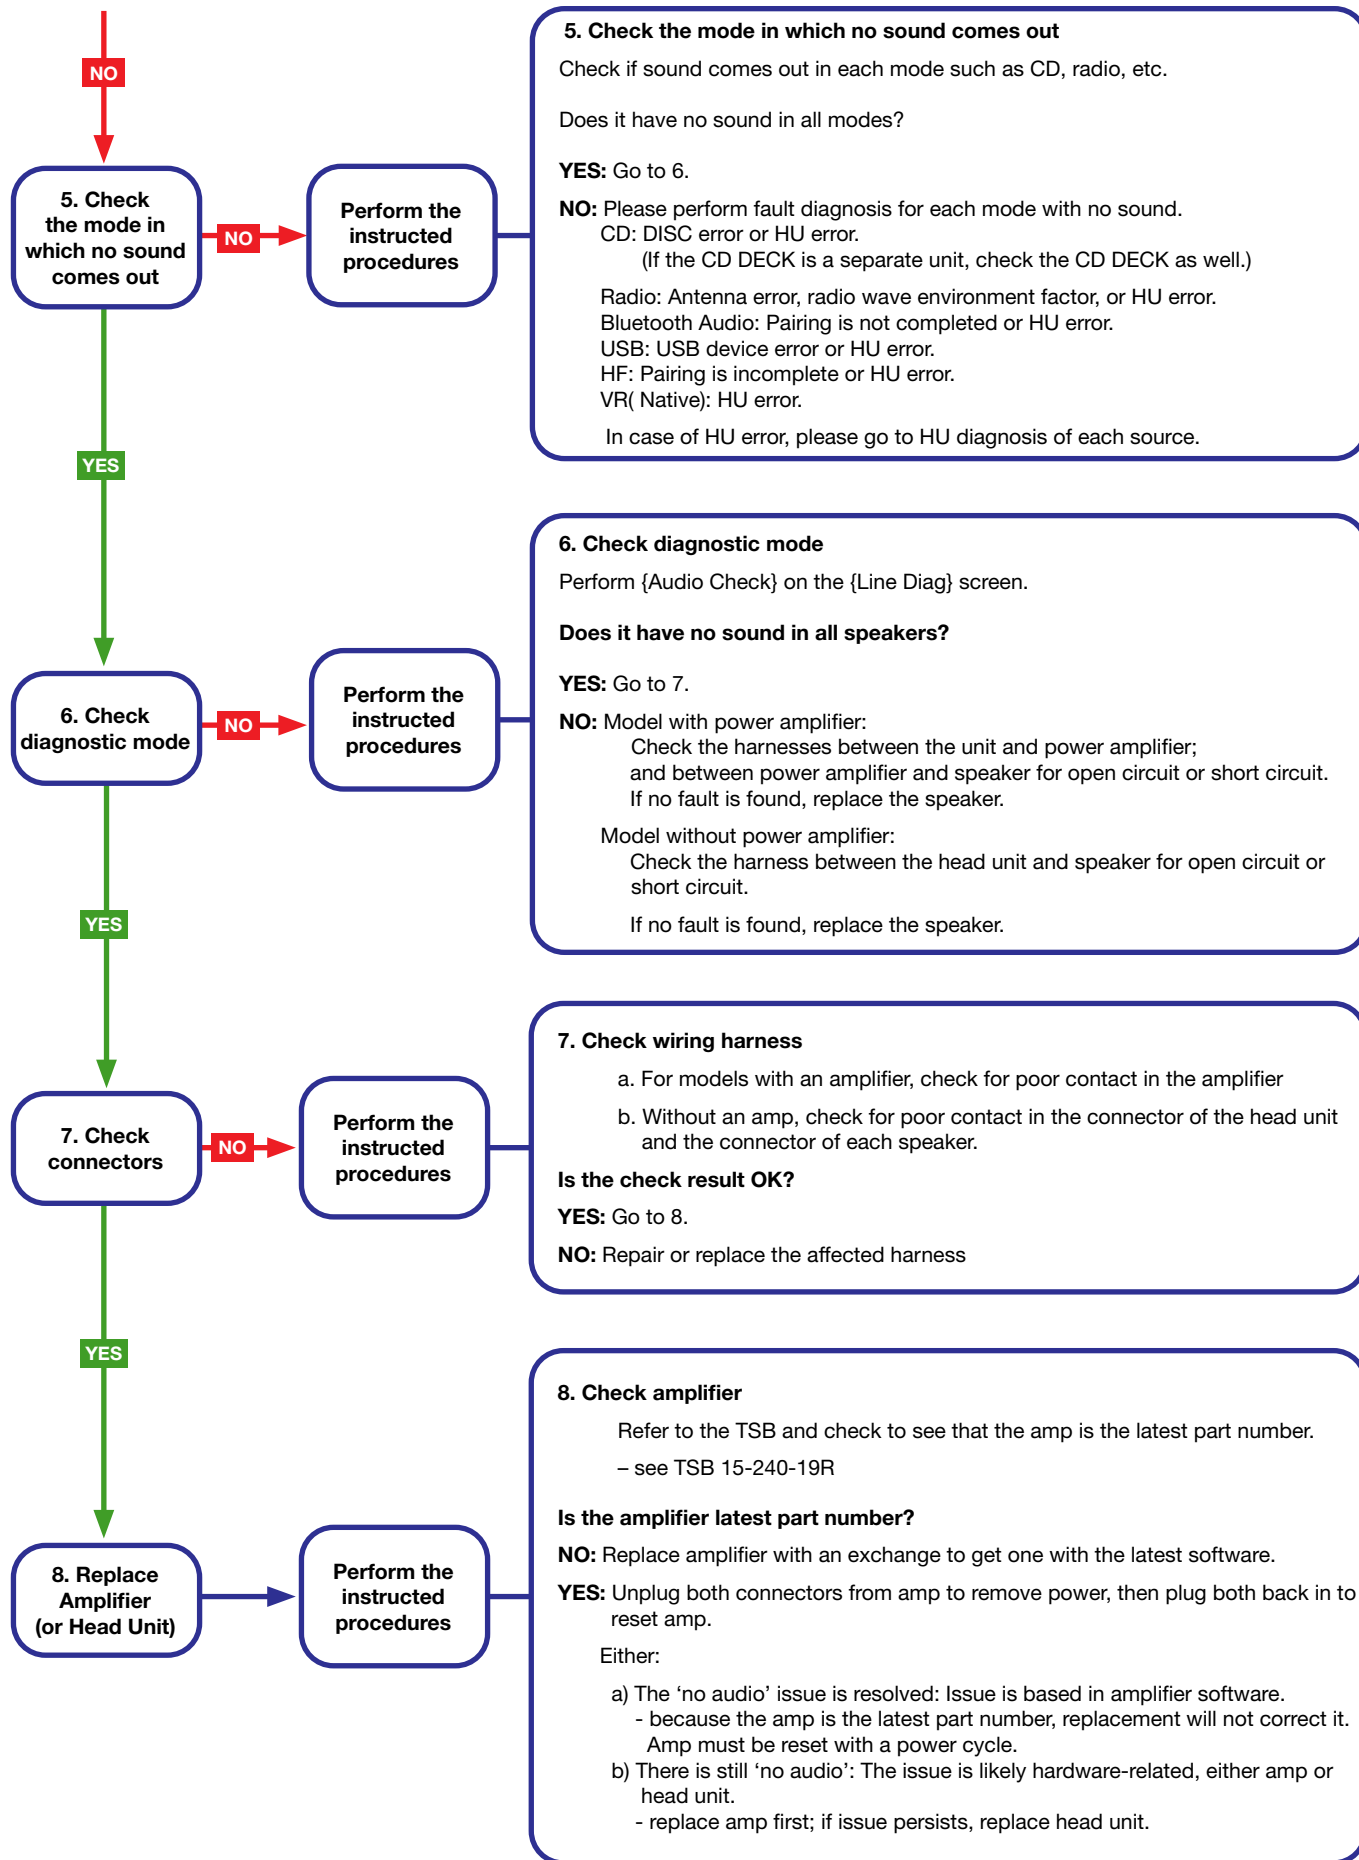 NO
5. Check
the mode in
which no sound
comes out
NO
Perform the
instructed
procedures
5. Check the mode in which no sound comes out
Check if sound comes out in each mode such as CD, radio, etc.
Does it have no sound in all modes?
YES: Go to 6.
NO: Please perform fault diagnosis for each mode with no sound.
CD: DISC error or HU error.
(If the CD DECK is a separate unit, check the CD DECK as well.)
Radio: Antenna error, radio wave environment factor, or HU error.
Bluetooth Audio: Pairing is not completed or HU error.
USB: USB device error or HU error.
HF: Pairing is incomplete or HU error.
VR( Native): HU error.
In case of HU error, please go to HU diagnosis of each source.
YES
6. Check
diagnostic mode
NO
Perform the
instructed
procedures
6. Check diagnostic mode
Perform {Audio Check} on the {Line Diag} screen.
Does it have no sound in all speakers?
YES: Go to 7.
NO: Model with power amplifier:
Check the harnesses between the unit and power amplifier;
and between power amplifier and speaker for open circuit or short circuit.
If no fault is found, replace the speaker.
Model without power amplifier:
Check the harness between the head unit and speaker for open circuit or
short circuit.
If no fault is found, replace the speaker.
YES
7. Check
connectors
NO
Perform the
instructed
procedures
7. Check wiring harness
a. For models with an amplifier, check for poor contact in the amplifier
b. Without an amp, check for poor contact in the connector of the head unit
and the connector of each speaker.
Is the check result OK?
YES: Go to 8.
NO: Repair or replace the affected harness
YES
8. Replace
Amplifier
(or Head Unit)
Perform the
instructed
procedures
8. Check amplifier
Refer to the TSB and check to see that the amp is the latest part number.
– see TSB 15-240-19R
Is the amplifier latest part number?
NO: Replace amplifier with an exchange to get one with the latest software.
YES: Unplug both connectors from amp to remove power, then plug both back in to
reset amp.
Either:
a) The ‘no audio’ issue is resolved: Issue is based in amplifier software.
- because the amp is the latest part number, replacement will not correct it.
Amp must be reset with a power cycle.
b) There is still ‘no audio’: The issue is likely hardware-related, either amp or
head unit.
- replace amp first; if issue persists, replace head unit.